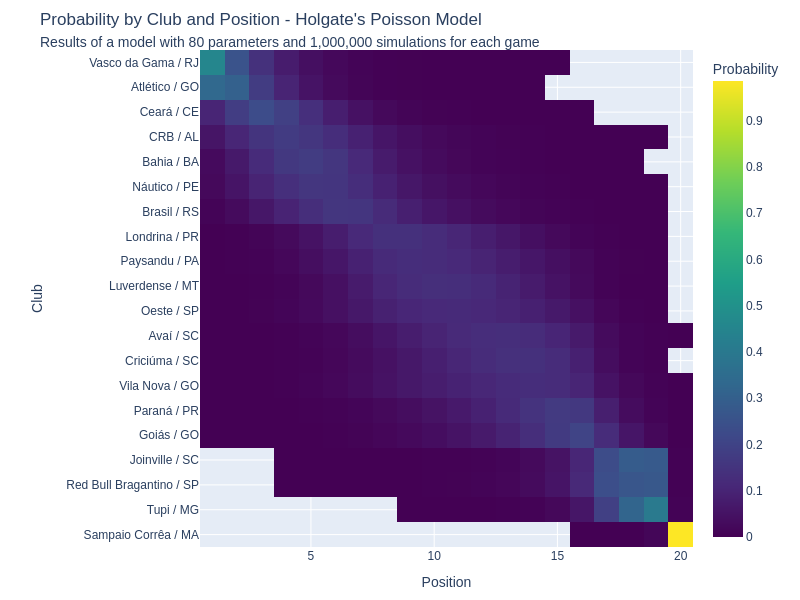 Probability by Club and Position - Holgate's Poisson Model
Results of a model with 80 parameters and 1,000,000 simulations for each game
Probability
Vasco da Gama / RJ
Atlético / GO
Ceará / CE
CRB / AL
Bahia / BA
Náutico / PE
Brasil / RS
Londrina / PR
Paysandu / PA
Luverdense / MT
Oeste / SP
Avaí / SC
Criciúma / SC
Vila Nova / GO
Paraná / PR
Goiás / GO
Joinville / SC
Red Bull Bragantino / SP
Tupi / MG
Sampaio Corrêa / MA
Club
5
10
15
20
Position
0.9
0.8
0.7
0.6
0.5
0.4
0.3
0.2
0.1
0